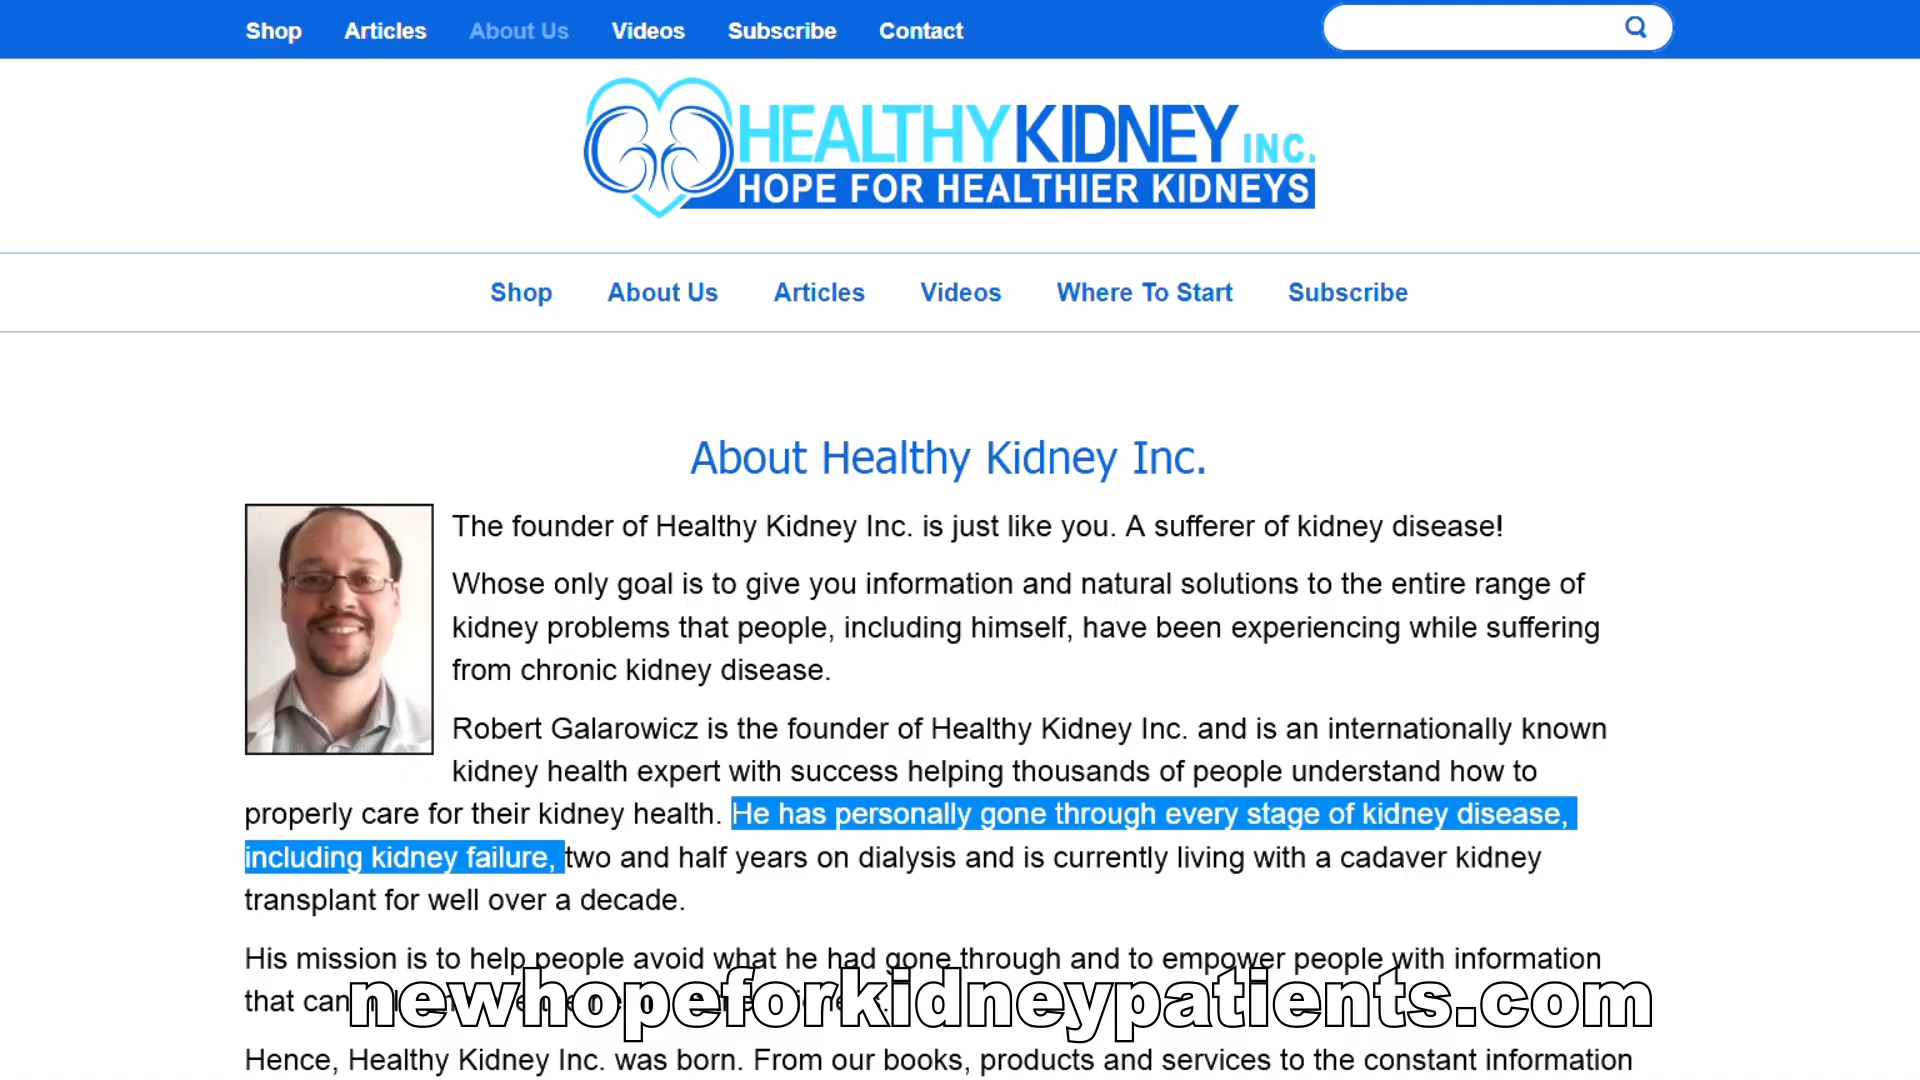 Shop Articles About Us Videos Subscribe Contact
HEALTHYKIDNEY INC.
HOPE FOR HEALTHIER KIDNEYS
Shop About Us Articles Videos Where To Start Subscribe
About Healthy Kidney Inc.
The founder of Healthy Kidney Inc. is just like you. A sufferer of kidney disease!
Whose only goal is to give you information and natural solutions to the entire range of
kidney problems that people, including himself, have been experiencing while suffering
from chronic kidney disease.
Robert Galarowicz is the founder of Healthy Kidney Inc. and is an internationally known
kidney health expert with success helping thousands of people understand how to
properly care for their kidney health. He has personally gone through every stage of kidney disease,
including kidney failure, two and half years on dialysis and is currently living with a cadaver kidney
transplant for well over a decade.
His mission is to help people avoid what he had gone through and to empower people with information
that can
newhopeforkidneypatients.com
Hence, Healthy Kidney Inc. was born. From our books, products and services to the constant information